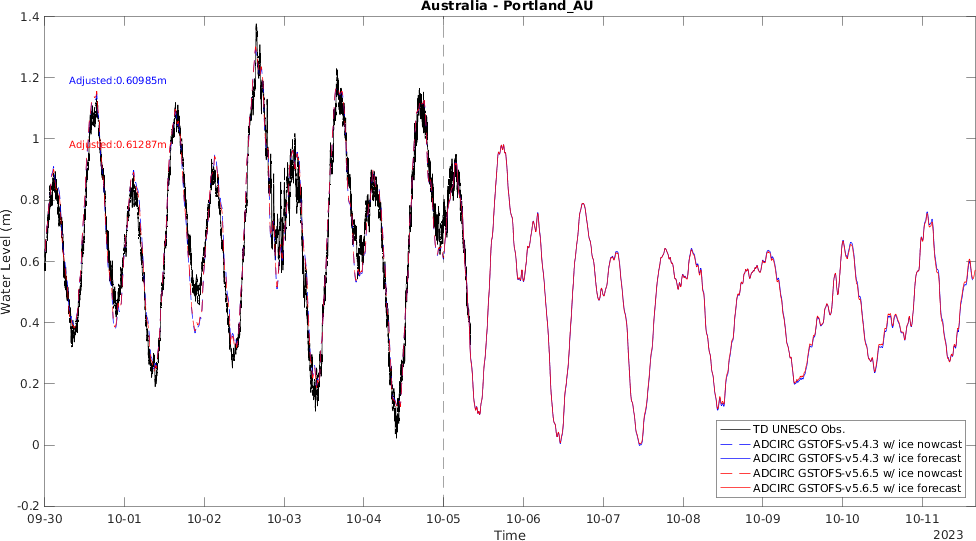 Australia - Portland_AU
1.4
1.2
1
0.8
0.6
0.4
0.2
0
-0.2
Water Level (m)
Adjusted:0.60985m
Adjusted:0.61287m
TD UNESCO Obs.
ADCIRC GSTOFS-v5.4.3 w/ ice nowcast
ADCIRC GSTOFS-v5.4.3 w/ ice forecast
ADCIRC GSTOFS-v5.6.5 w/ ice nowcast
ADCIRC GSTOFS-v5.6.5 w/ ice forecast
09-30 10-01 10-02 10-03 10-04 10-05 10-06 10-07 10-08 10-09 10-10 10-11
Time
2023